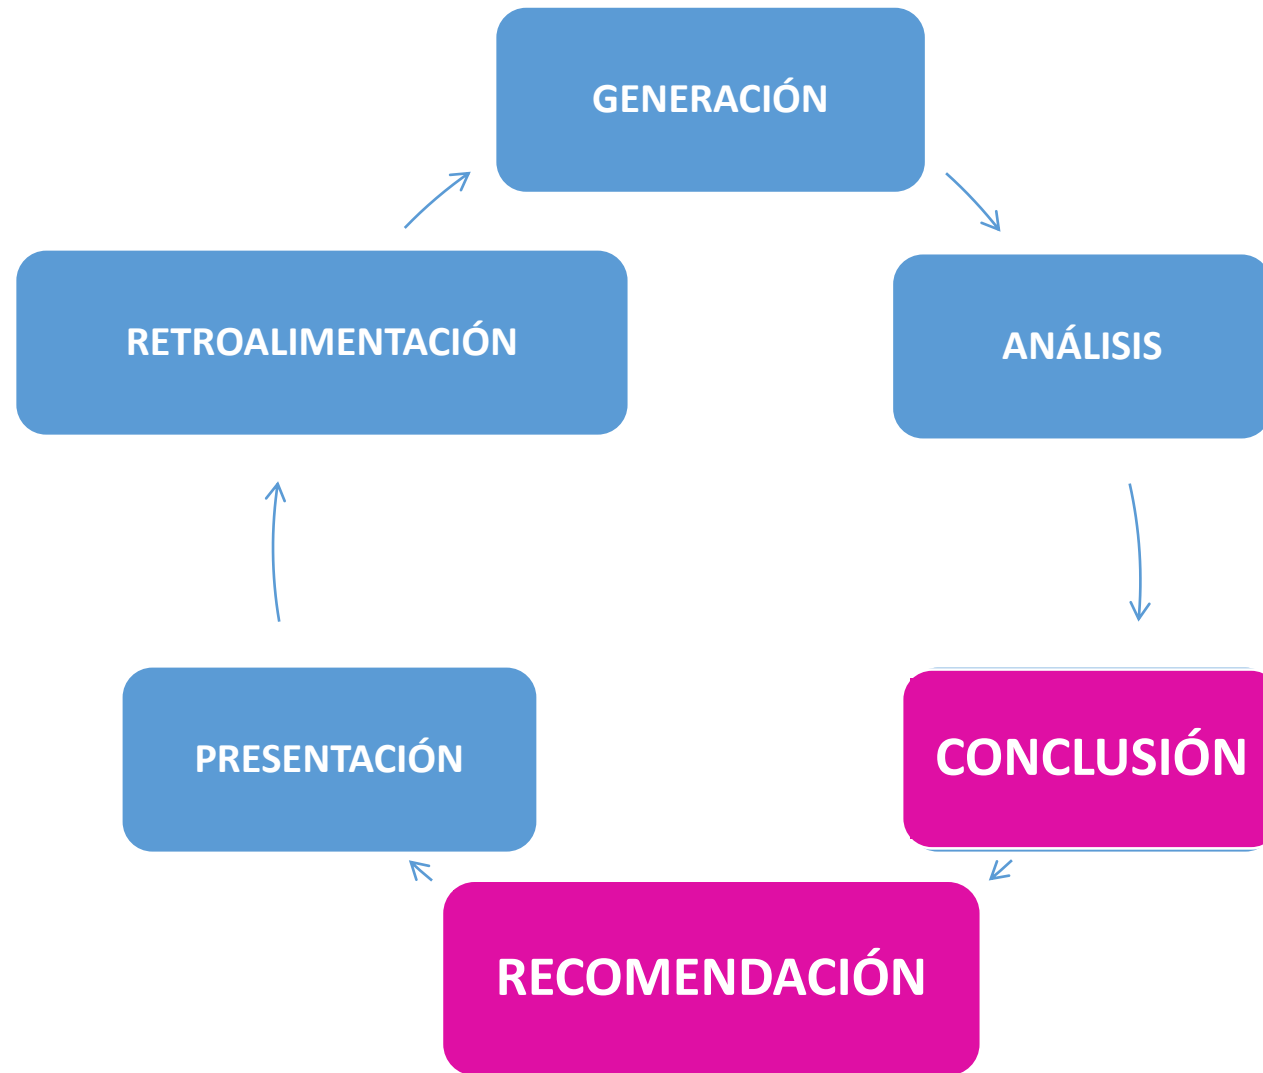 GENERACIÓN
RETROALIMENTACIÓN
ANÁLISIS
PRESENTACIÓN
CONCLUSIÓN
RECOMENDACIÓN